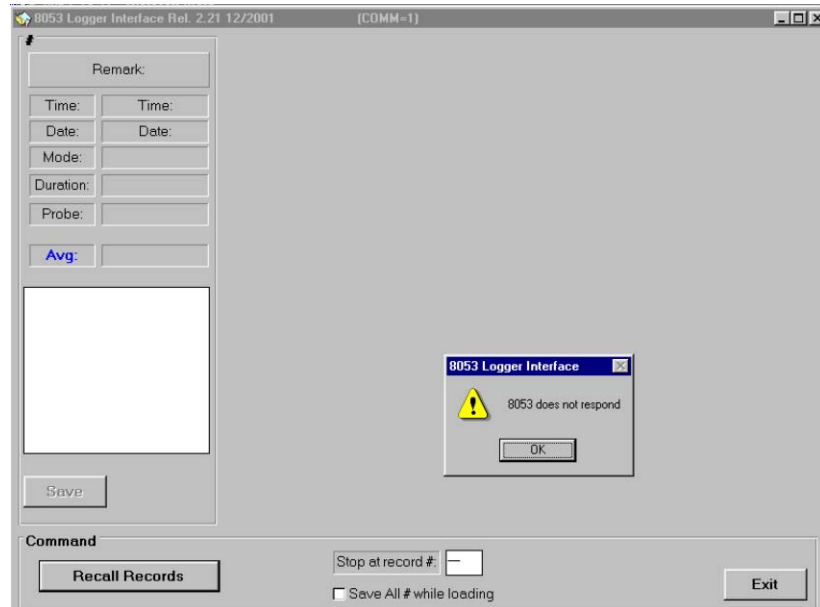 8053 Logger Interface Rel. 2.21 12/2001 (COMM=1)
#
Remark:
Time: Time:
Date: Date:
Mode:
Duration:
Probe:
Avg:
8053 Logger Interface
8053 does not respond
OK
Save
Command
Recall Records
Stop at record #:
Save All # while loading
Exit